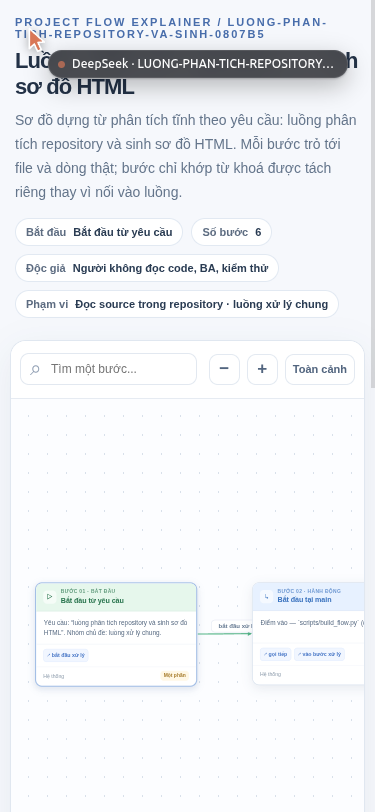 PROJECT FLOW EXPLAINER / LUONG-PHAN-
TICH-REPOSITORY-VA-SINH-0807B5
DeepSeek · LUONG-PHAN-TICH-REPOSITORY…
sơ đồ HTML
Sơ đồ dựng từ phân tích tĩnh theo yêu cầu: luồng phân
tích repository và sinh sơ đồ HTML. Mỗi bước trỏ tới
file và dòng thật; bước chỉ khớp từ khoá được tách
riêng thay vì nối vào luồng.
Bắt đầu Bắt đầu từ yêu cầu
Số bước 6
Độc giả Người không đọc code, BA, kiểm thử
Phạm vi Đọc source trong repository · luồng xử lý chung
Tìm một bước...
− + Toàn cảnh
BƯỚC 01 · BẮT ĐẦU
Bắt đầu từ yêu cầu
Yêu cầu: "luồng phân tích repository và sinh sơ đồ
HTML". Nhóm chủ đề: luồng xử lý chung.
↗ bắt đầu xử lý
Hệ thống Một phần
bắt đầu xử
BƯỚC 02 · HÀNH ĐỘNG
Bắt đầu tại main
Điểm vào — `scripts/build_flow.py`
↗ gọi tiếp ↗ vào bước xử lý
Hệ thống